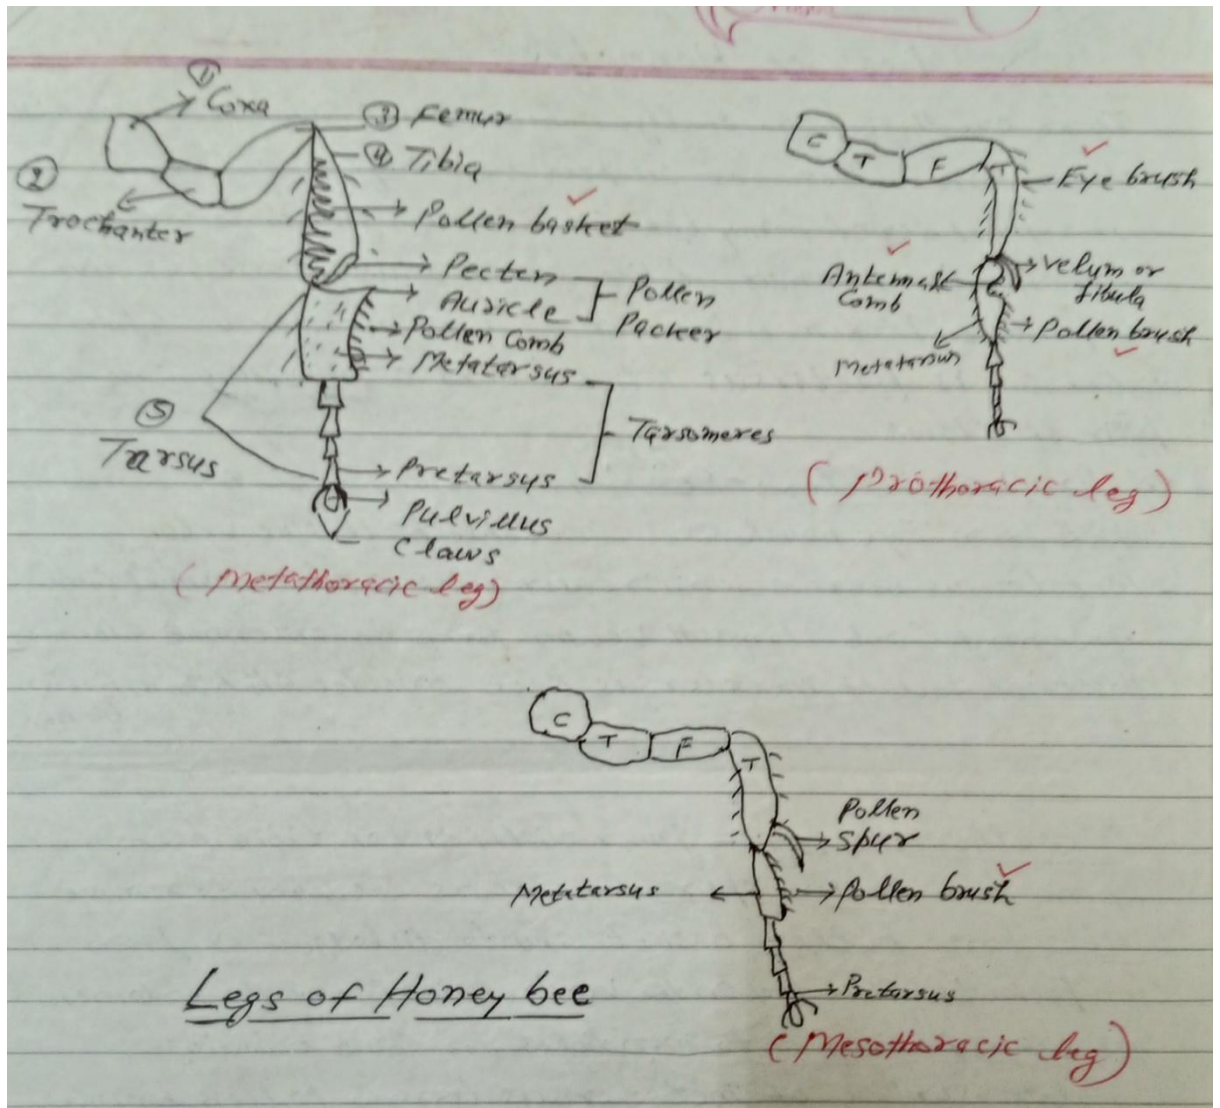 ① Coxa
② Trochanter
③ Femur
④ Tibia
Pollen basket
Pecten
Auricle
Pollen Packer
Pollen Comb
Metatarsus
⑤ Tarsus
Tarsomeres
Pretarsus
Pulvillus
Claws
(Metathoracic leg)
C
T
F
T
Eye brush
Antennal Comb
Velum or
fibula
Pollen brush
Metatarsus
(Prothoracic leg)
C
T
F
T
Pollen
Spur
Metatarsus
Pollen brush
Pretarsus
(Mesothoracic leg)
Legs of Honey bee